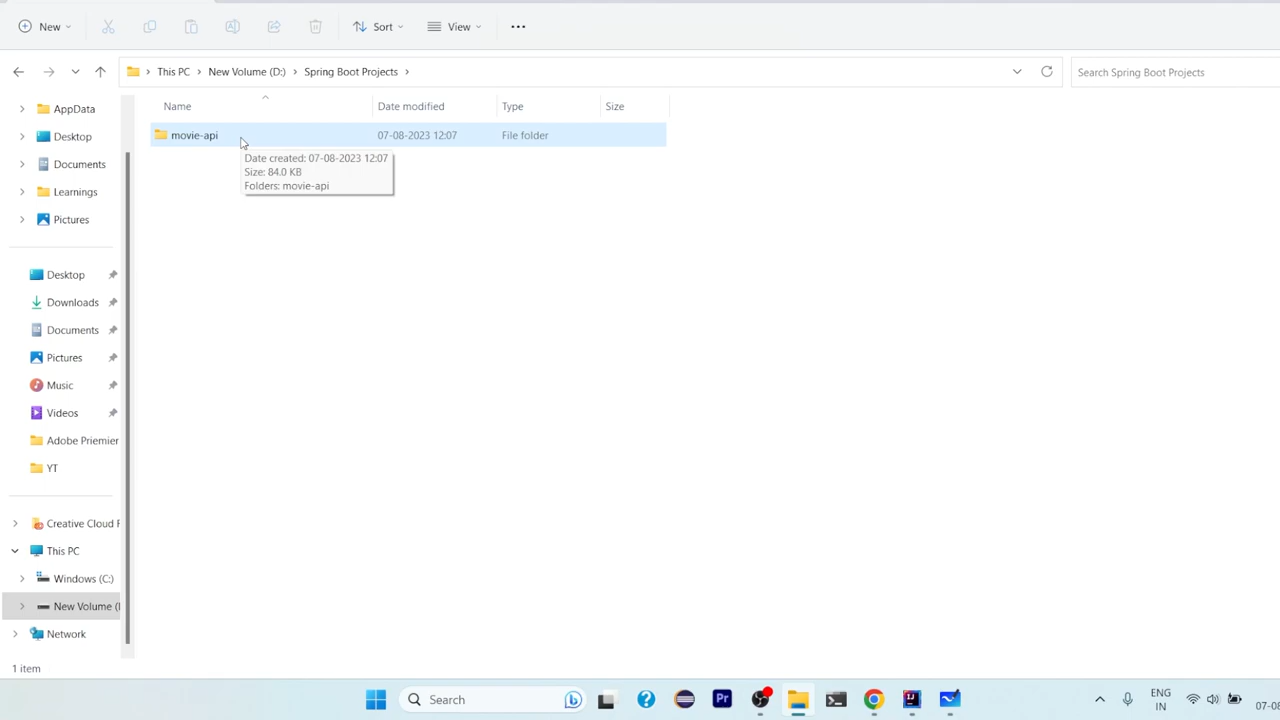 New
Sort
View
This PC
New Volume (D:)
Spring Boot Projects
Search Spring Boot Projects
AppData
Desktop
Documents
Learnings
Pictures
Desktop
Downloads
Documents
Pictures
Music
Videos
Adobe Priemier
YT
Creative Cloud F
This PC
Windows (C:)
New Volume (I
Network
Name
Date modified
Type
Size
movie-api
07-08-2023 12:07
File folder
Date created: 07-08-2023 12:07
Size: 84.0 KB
Folders: movie-api
1 item
Search
Pr
IJ
ENG
IN
07-08